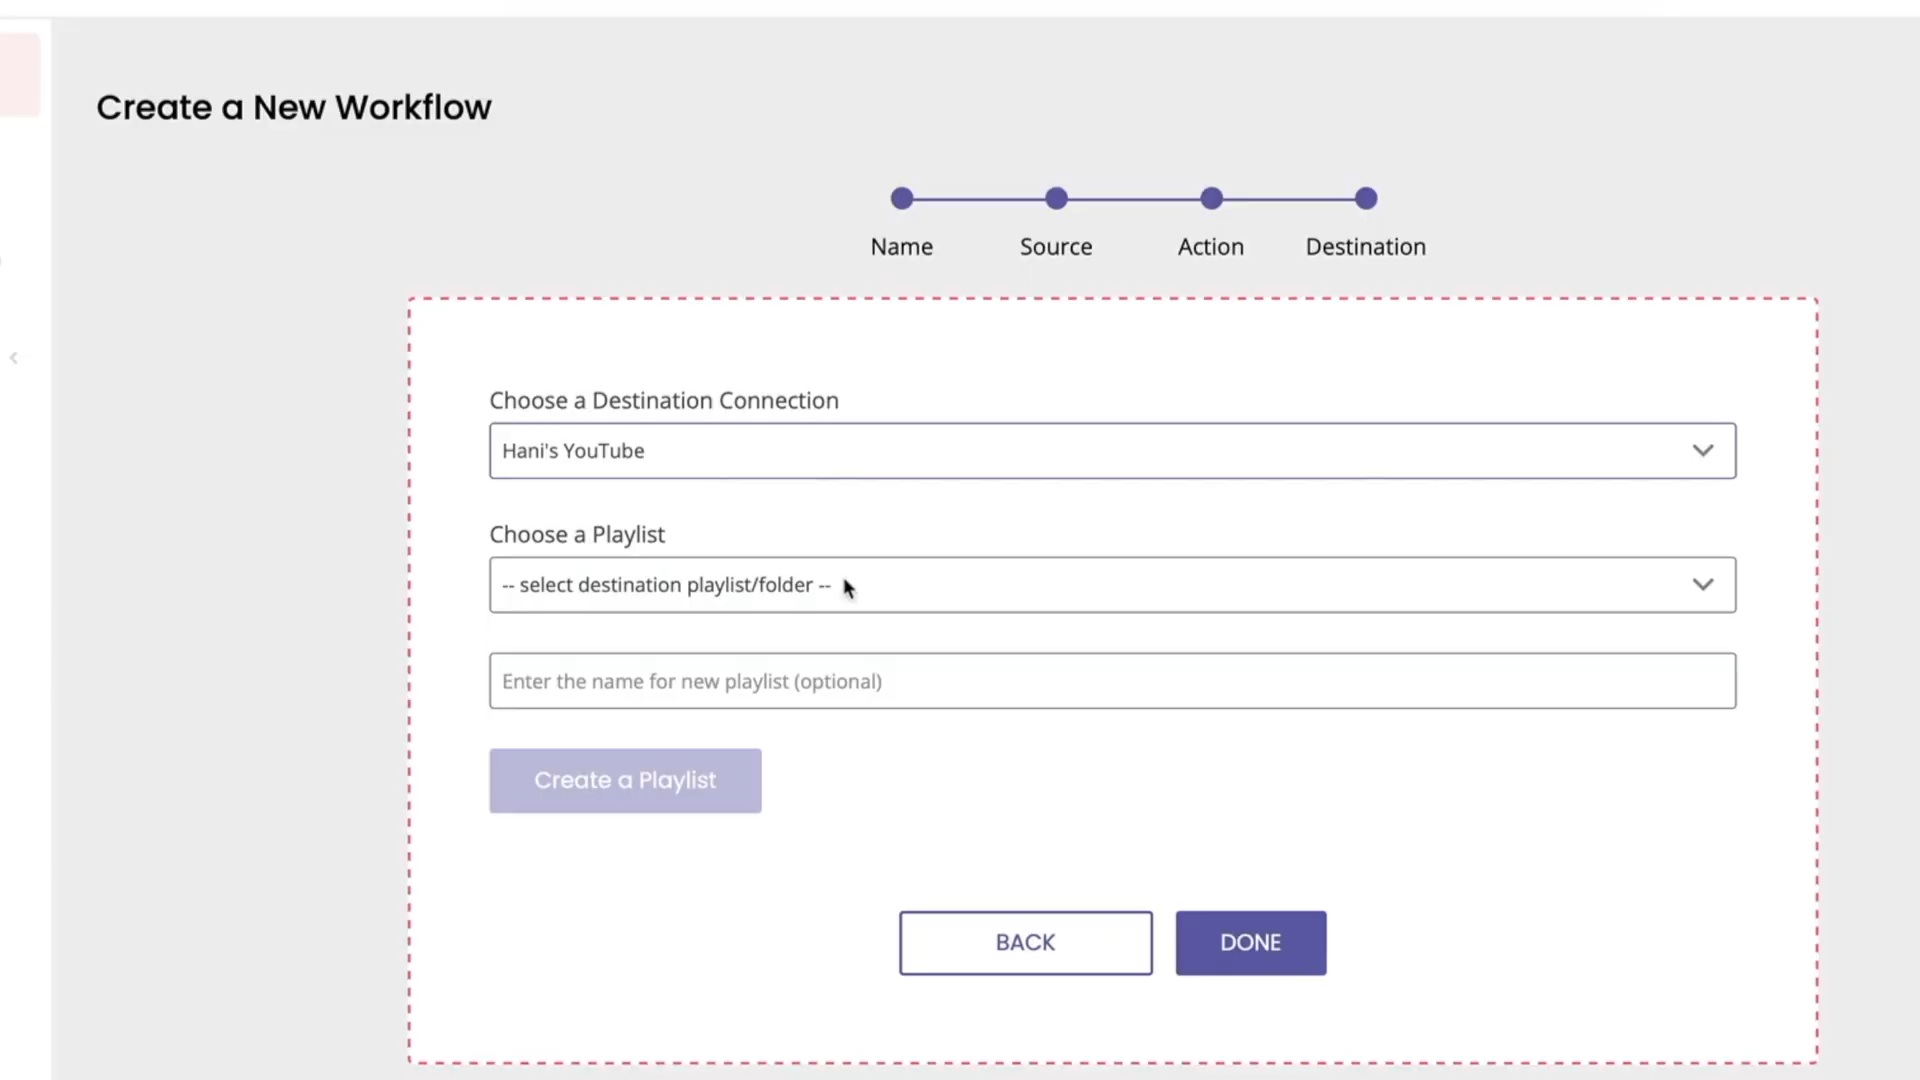 Create a New Workflow
Name
Source
Action
Destination
Choose a Destination Connection
Hani's YouTube
Choose a Playlist
-- select destination playlist/folder --
Enter the name for new playlist (optional)
Create a Playlist
BACK
DONE